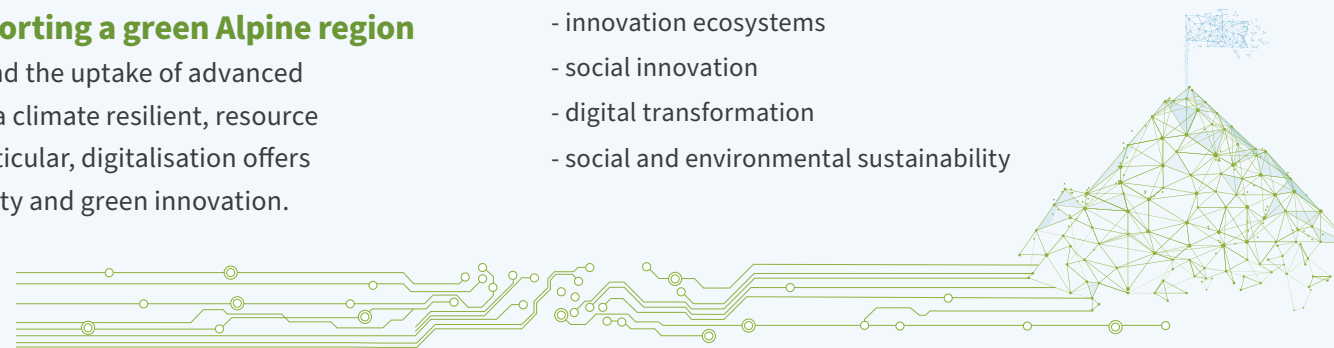 orting a green Alpine region
d the uptake of advanced
a climate resilient, resource
ticular, digitalisation offers
ty and green innovation.
- innovation ecosystems
- social innovation
- digital transformation
- social and environmental sustainability